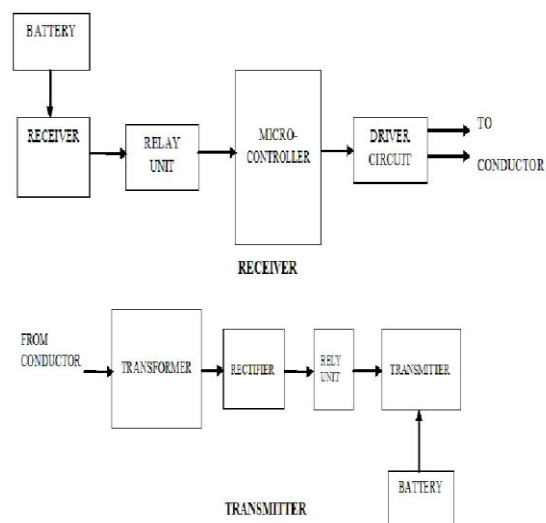 BATTERY
RECEIVER
RELAY
UNIT
MICRO-
CONTROLLER
DRIVER
CIRCUIT
TO
CONDUCTOR
RECEIVER
FROM
CONDUCTOR
TRANSFORMER
RECTIFIER
RELY
UNIT
TRANSMITTER
BATTERY
TRANSMITTER